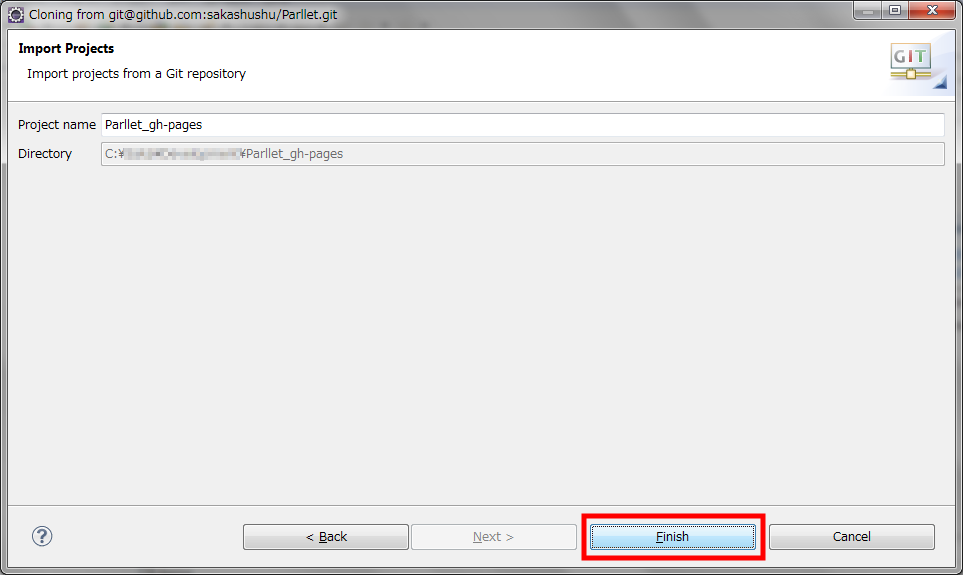 Cloning from git@github.com:sakashushu/Parllet.git
Import Projects
Import projects from a Git repository
GIT
Project name Parllet_gh-pages
Directory C:¥ ¥Parllet_gh-pages
?
< Back
Next >
Finish
Cancel